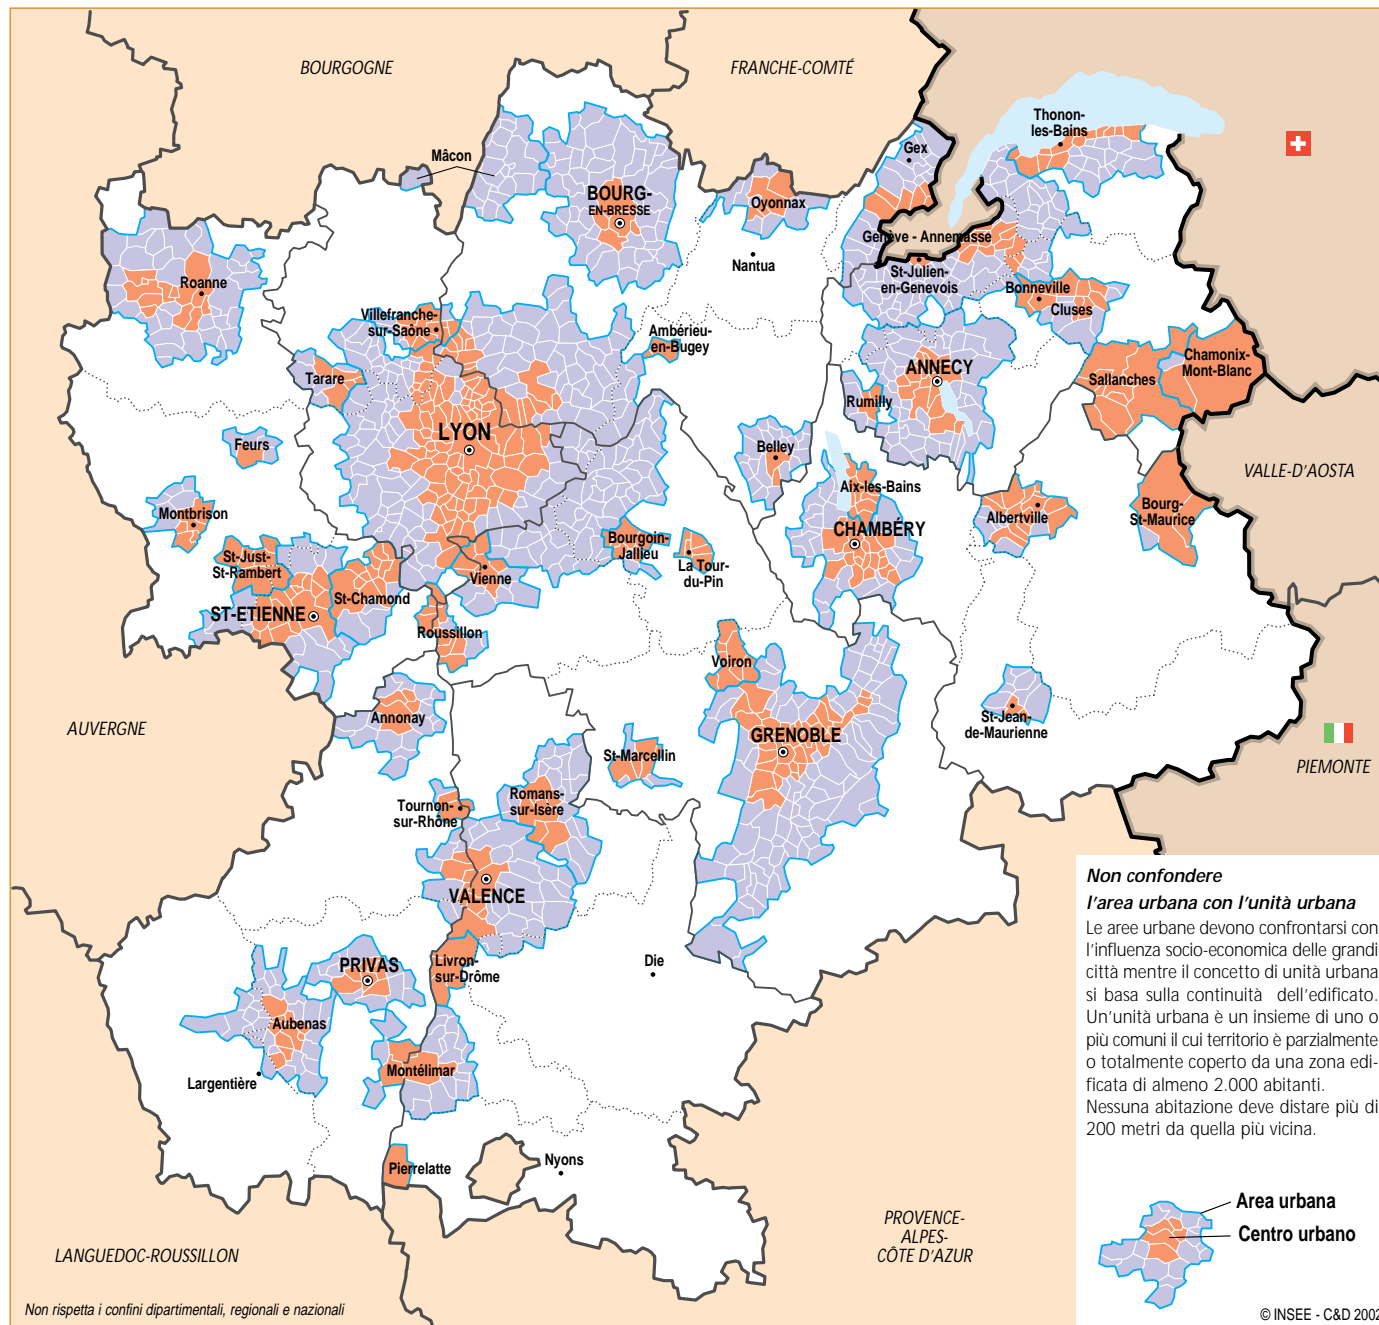 BOURGOGNE
FRANCHE-COMTÉ
Thonon-
les-Bains
Gex
Mâcon
BOURG-
EN-BRESSE
Oyonnax
Genève - Annemasse
Nantua
St-Julien-
en-Genevois
Roanne
Bonneville
Cluses
Villefranche-
sur-Saône
Ambérieu-
en-Bugey
Chamonix-
Mont-Blanc
ANNECY
Sallanches
Tarare
Rumilly
LYON
Feurs
Belley
VALLE-D'AOSTA
Aix-les-Bains
Bourg-
St-Maurice
Albertville
Montbrison
CHAMBÉRY
Bourgoin-
Jallieu
St-Just-
St-Rambert
La Tour-
du-Pin
Vienne
St-Chamond
ST-ETIENNE
Roussillon
Voiron
AUVERGNE
Annonay
St-Jean-
de-Maurienne
GRENOBLE
St-Marcellin
PIEMONTE
Romans-
sur-Isère
Tournon-
sur-Rhône
VALENCE
Non confondere
l'area urbana con l'unità urbana
Le aree urbane devono confrontarsi con
l'influenza socio-economica delle grandi
città mentre il concetto di unità urbana
si basa sulla continuità dell'edificato.
Un'unità urbana è un insieme di uno o
più comuni il cui territorio è parzialmente
o totalmente coperto da una zona edi-
ficata di almeno 2.000 abitanti.
Nessuna abitazione deve distare più di
200 metri da quella più vicina.
PRIVAS
Livron-
sur-Drôme
Die
Aubenas
Largentière
Montélimar
Pierrelatte
Nyons
Area urbana
Centro urbano
PROVENCE-
ALPES-
CÔTE D'AZUR
LANGUEDOC-ROUSSILLON
Non rispetta i confini dipartimentali, regionali e nazionali
© INSEE - C&D 2002